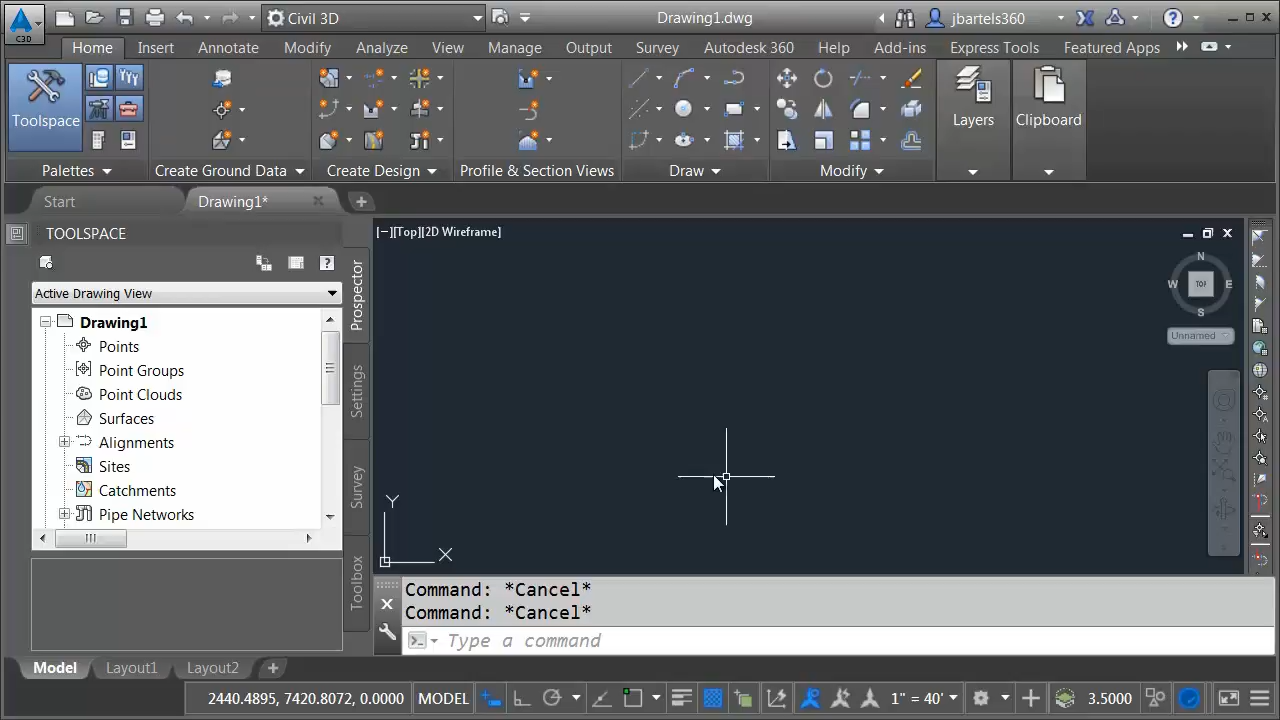 C3D
Civil 3D
Drawing1.dwg
jbartels360
Home
Insert
Annotate
Modify
Analyze
View
Manage
Output
Survey
Autodesk 360
Help
Add-ins
Express Tools
Featured Apps
Toolspace
Layers
Clipboard
Palettes
Create Ground Data
Create Design
Profile & Section Views
Draw
Modify
Start
Drawing1*
TOOLSPACE
Active Drawing View
Drawing1
Points
Point Groups
Point Clouds
Surfaces
Alignments
Sites
Catchments
Pipe Networks
Prospector
Settings
Survey
Toolbox
[−][Top][2D Wireframe]
N
W
TOP
E
S
Unnamed
Y
X
Command: *Cancel*
Command: *Cancel*
Type a command
Model
Layout1
Layout2
2440.4895, 7420.8072, 0.0000
MODEL
1" = 40'
3.5000